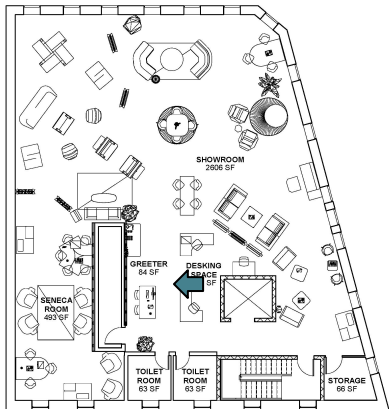 SHOWROOM
2606 SF
GREETER
84 SF
DESKING
SPACE
SF
SENECA
ROOM
493 SF
TOILET
ROOM
63 SF
TOILET
ROOM
63 SF
STORAGE
66 SF